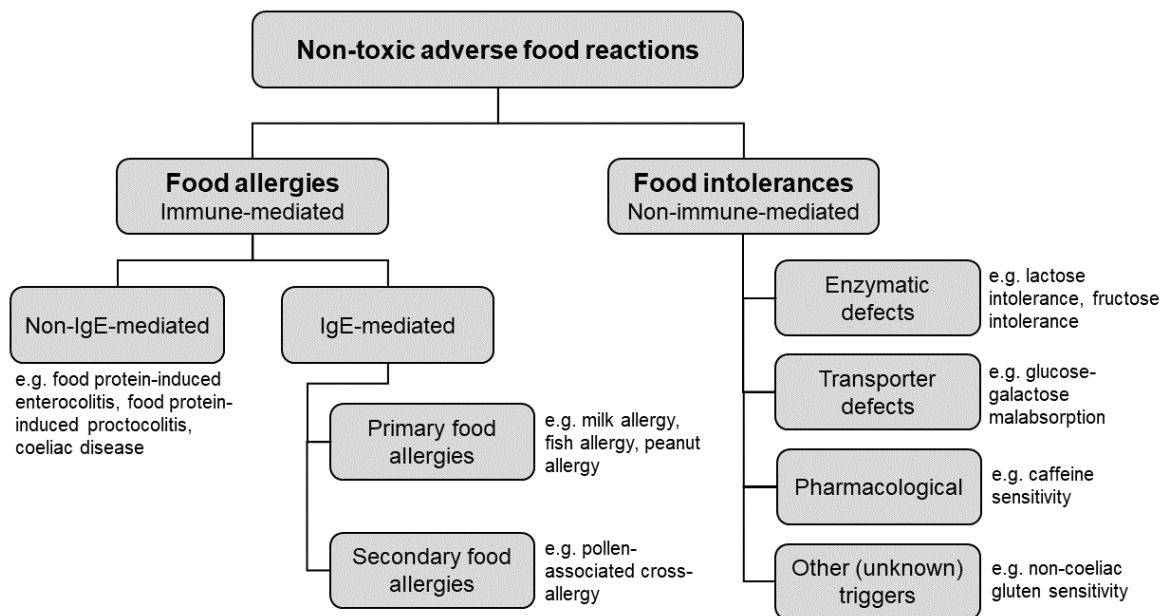 Non-toxic adverse food reactions
Food allergies
Immune-mediated
Food intolerances
Non-immune-mediated
Non-IgE-mediated
e.g. food protein-induced
enterocolitis, food protein-
induced proctocolitis,
coeliac disease
IgE-mediated
Primary food
allergies
e.g. milk allergy,
fish allergy, peanut
allergy
Secondary food
allergies
e.g. pollen-
associated cross-
allergy
Enzymatic
defects
e.g. lactose
intolerance, fructose
intolerance
Transporter
defects
e.g. glucose-
galactose
malabsorption
Pharmacological
e.g. caffeine
sensitivity
Other (unknown)
triggers
e.g. non-coeliac
gluten sensitivity